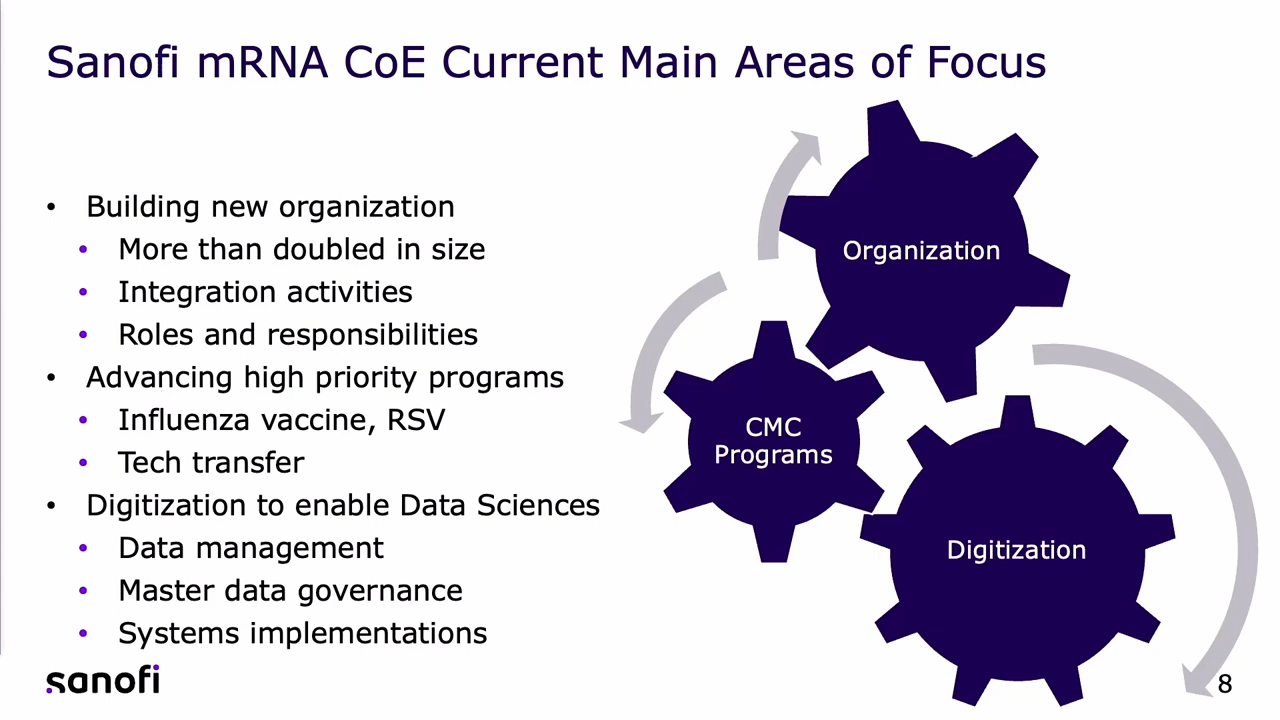 Sanofi mRNA CoE Current Main Areas of Focus
• Building new organization
• More than doubled in size
• Integration activities
• Roles and responsibilities
• Advancing high priority programs
• Influenza vaccine, RSV
• Tech transfer
• Digitization to enable Data Sciences
• Data management
• Master data governance
• Systems implementations
Organization
CMC
Programs
Digitization
sanofi
8